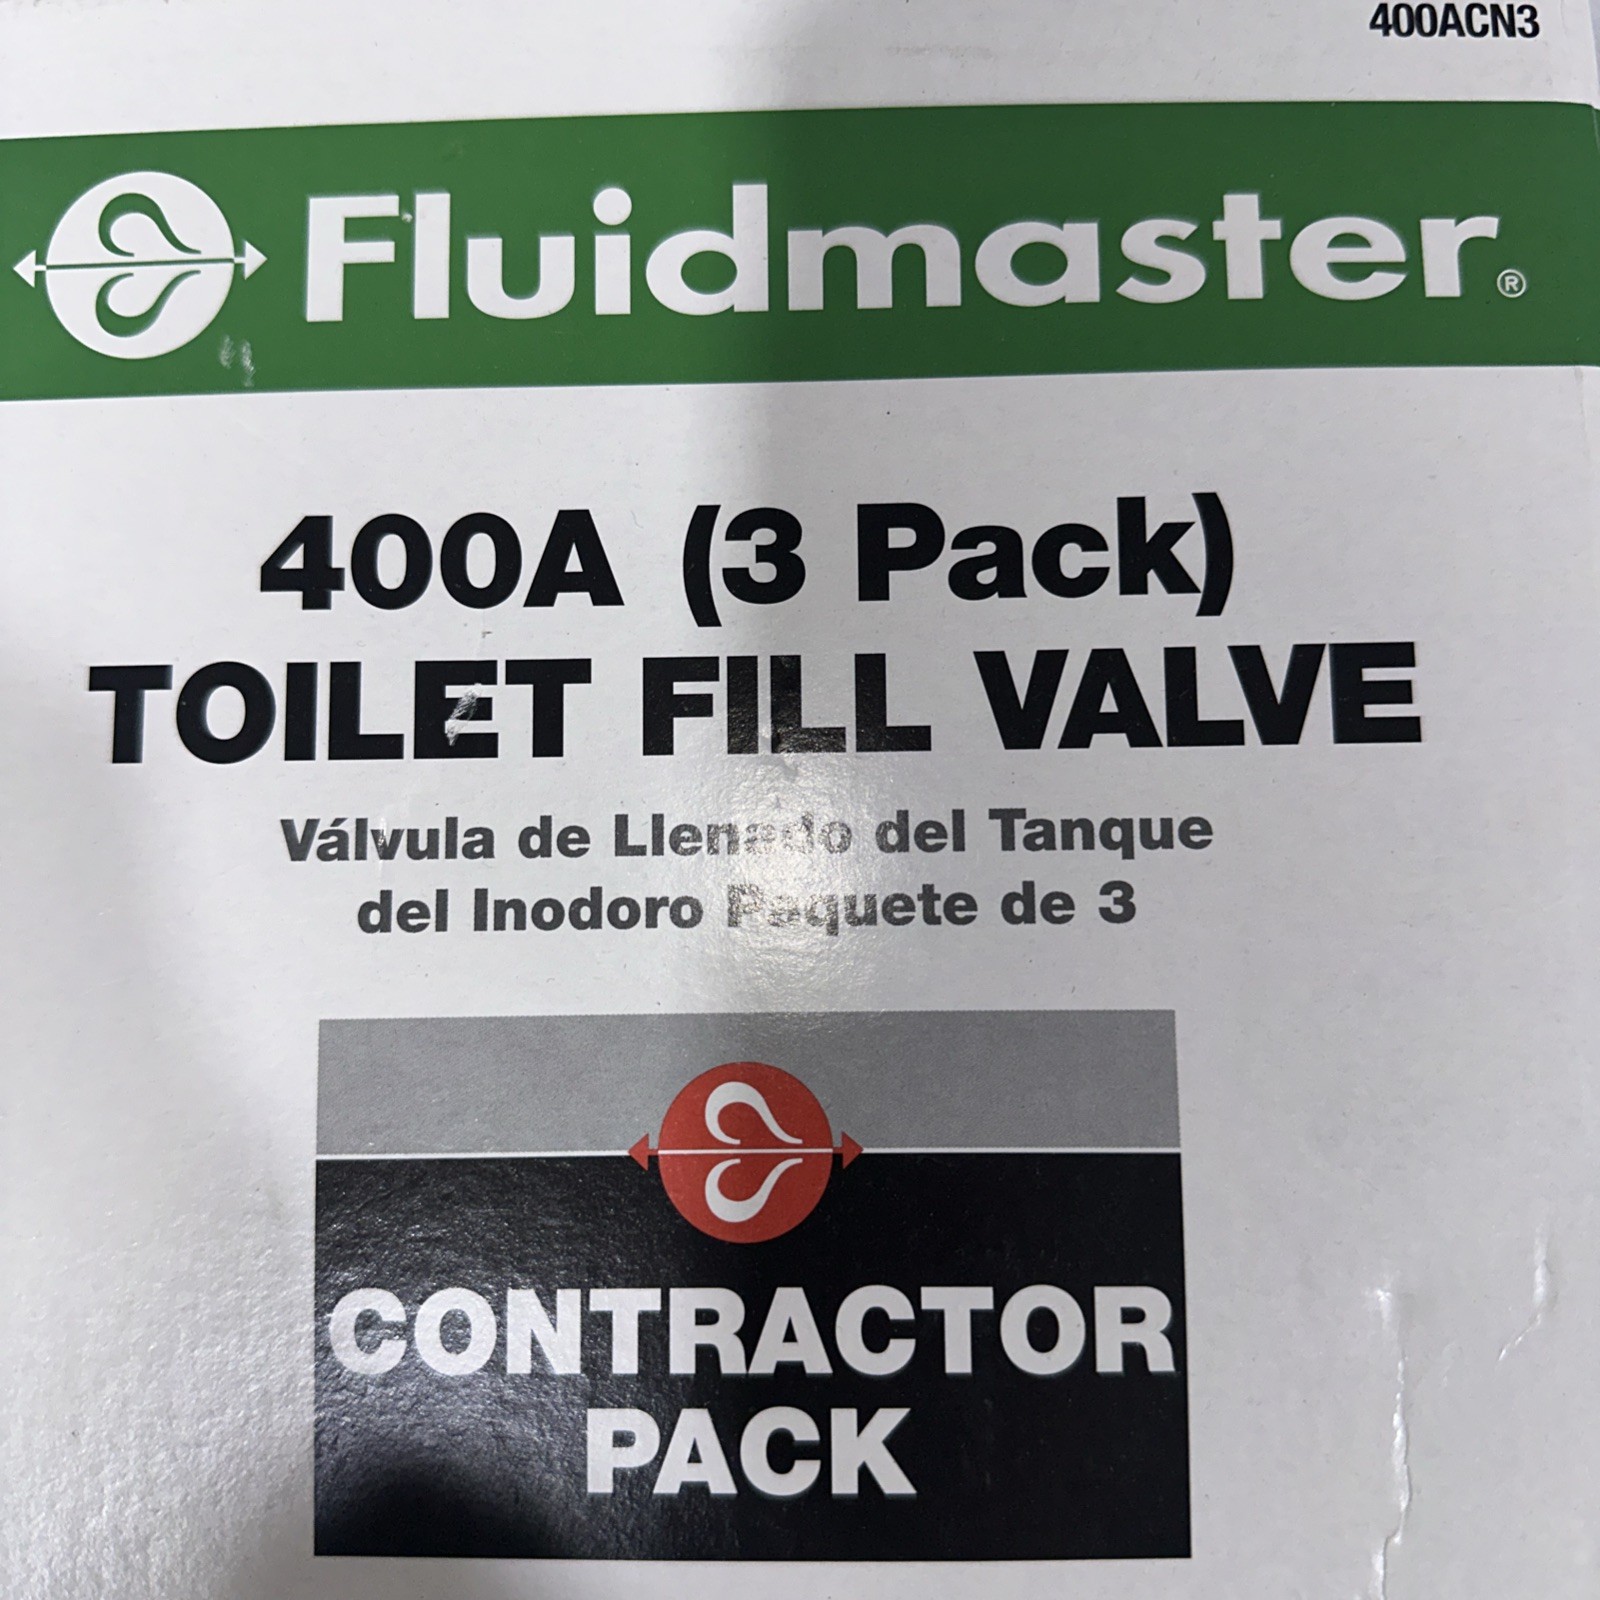 400ACN3
Fluidmaster®
400A (3 Pack)
TOILET FILL VALVE
Válvula de Llenado del Tanque
del Inodoro Paquete de 3
CONTRACTOR
PACK